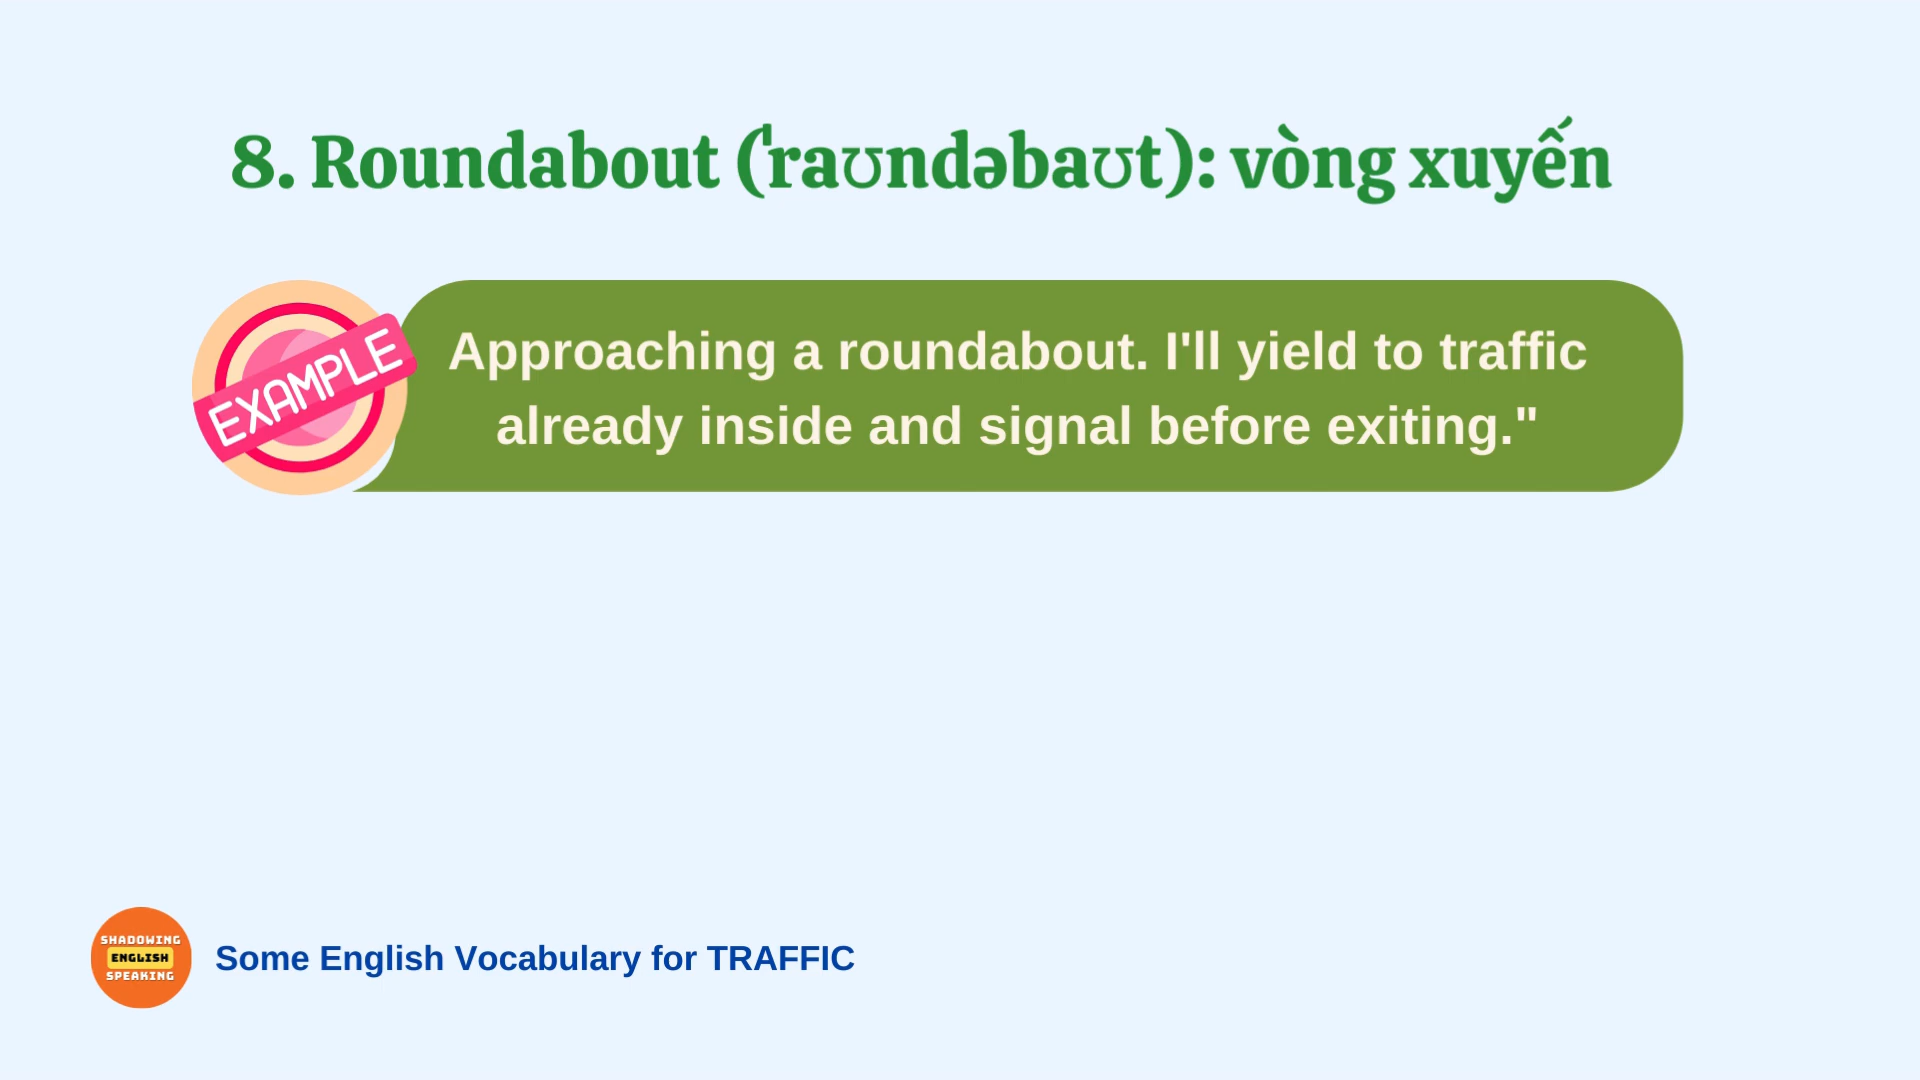 8. Roundabout (ˈraʊndəbaʊt): vòng xuyến
EXAMPLE
Approaching a roundabout. I'll yield to traffic
already inside and signal before exiting."
SHADOWING
ENGLISH
SPEAKING
Some English Vocabulary for TRAFFIC